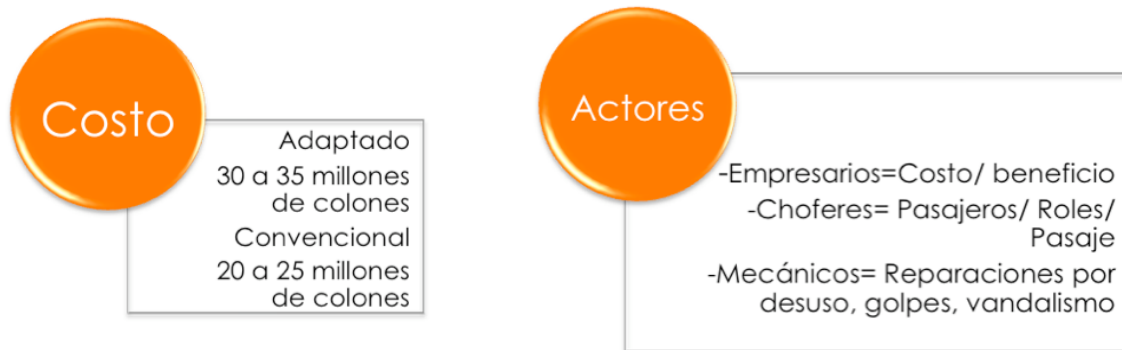 Costo
Adaptado
30 a 35 millones
de colones
Convencional
20 a 25 millones
de colones
Actores
-Empresarios=Costo/ beneficio
-Choferes= Pasajeros/ Roles/
Pasaje
-Mecánicos= Reparaciones por
desuso, golpes, vandalismo